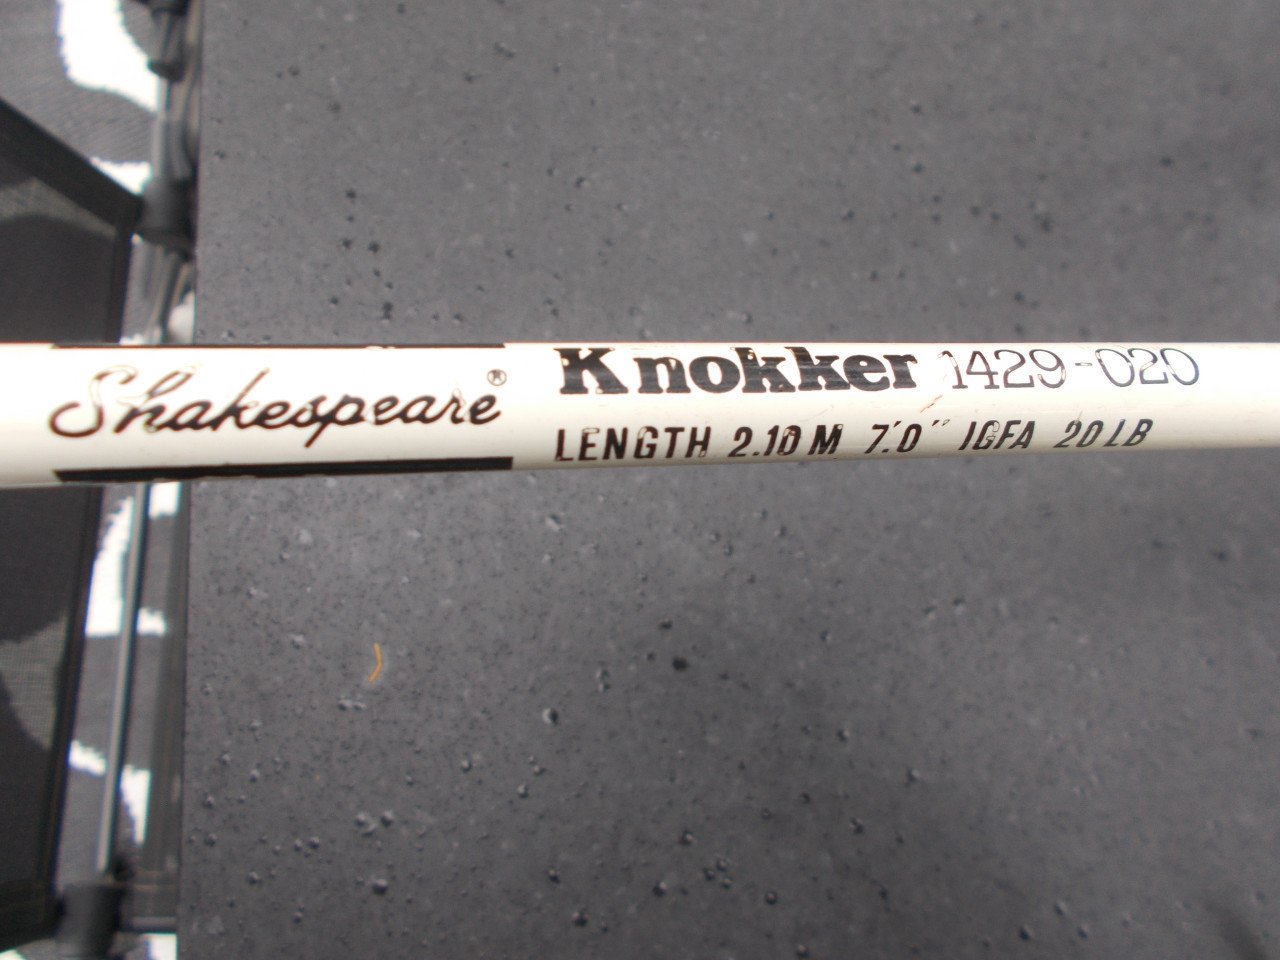 Shakespeare®
Knokker 1429-020
LENGTH 2.10 M 7'0" IGFA 20 LB